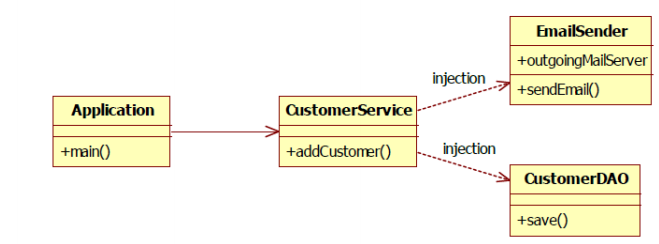 Application
+main()
CustomerService
+addCustomer()
injection
injection
EmailSender
+outgoingMailServer
+sendEmail()
CustomerDAO
+save()